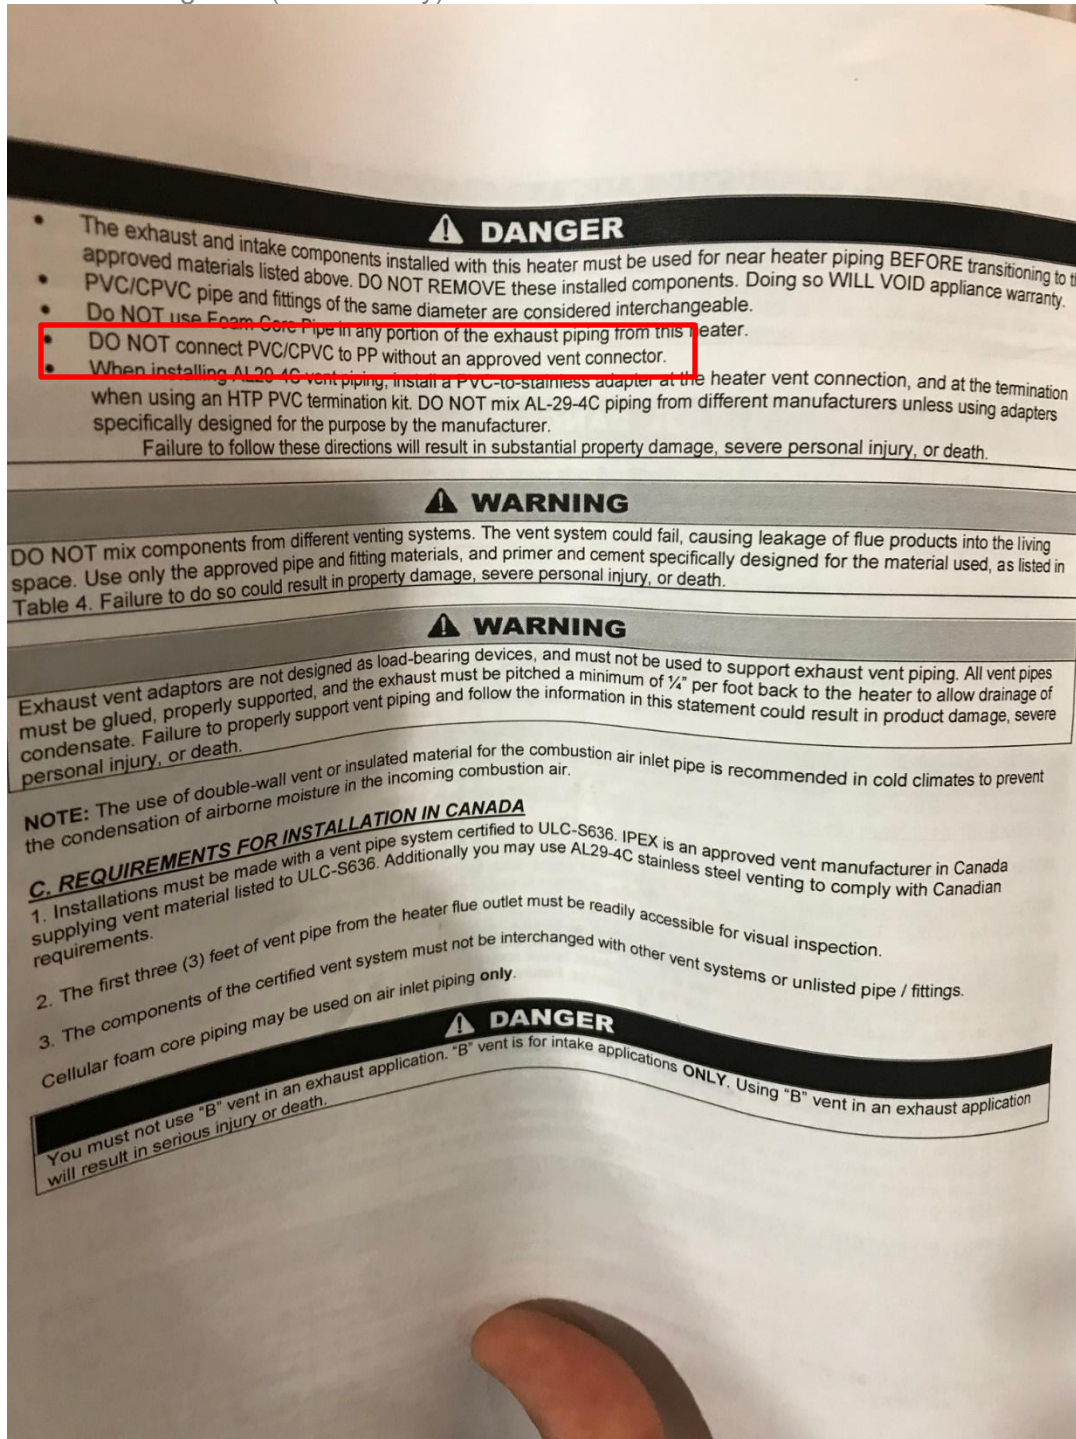 ⚠ DANGER
• The exhaust and intake components installed with this heater must be used for near heater piping BEFORE transitioning to
approved materials listed above. DO NOT REMOVE these installed components. Doing so WILL VOID appliance warranty.
• PVC/CPVC pipe and fittings of the same diameter are considered interchangeable.
• Do NOT use Foam Core Pipe in any portion of the exhaust piping from this heater.
• DO NOT connect PVC/CPVC to PP without an approved vent connector.
• When installing AL29-4C vent piping, install a PVC-to-stainless adapter at the heater vent connection, and at the termination
when using an HTP PVC termination kit. DO NOT mix AL-29-4C piping from different manufacturers unless using adapters
specifically designed for the purpose by the manufacturer.
Failure to follow these directions will result in substantial property damage, severe personal injury, or death.
⚠ WARNING
DO NOT mix components from different venting systems. The vent system could fail, causing leakage of flue products into the living
space. Use only the approved pipe and fitting materials, and primer and cement specifically designed for the material used, as listed in
Table 4. Failure to do so could result in property damage, severe personal injury, or death.
⚠ WARNING
Exhaust vent adaptors are not designed as load-bearing devices, and must not be used to support exhaust vent piping. All vent pipes
must be glued, properly supported, and the exhaust must be pitched a minimum of ¼" per foot back to the heater to allow drainage of
condensate. Failure to properly support vent piping and follow the information in this statement could result in product damage, severe
personal injury, or death.
NOTE: The use of double-wall vent or insulated material for the combustion air inlet pipe is recommended in cold climates to prevent
the condensation of airborne moisture in the incoming combustion air.
C. REQUIREMENTS FOR INSTALLATION IN CANADA
1. Installations must be made with a vent pipe system certified to ULC-S636. IPEX is an approved vent manufacturer in Canada
supplying vent material listed to ULC-S636. Additionally you may use AL29-4C stainless steel venting to comply with Canadian
requirements.
2. The first three (3) feet of vent pipe from the heater flue outlet must be readily accessible for visual inspection.
3. The components of the certified vent system must not be interchanged with other vent systems or unlisted pipe / fittings.
Cellular foam core piping may be used on air inlet piping only.
⚠ DANGER
You must not use "B" vent in an exhaust application. "B" vent is for intake applications ONLY. Using "B" vent in an exhaust application
will result in serious injury or death.